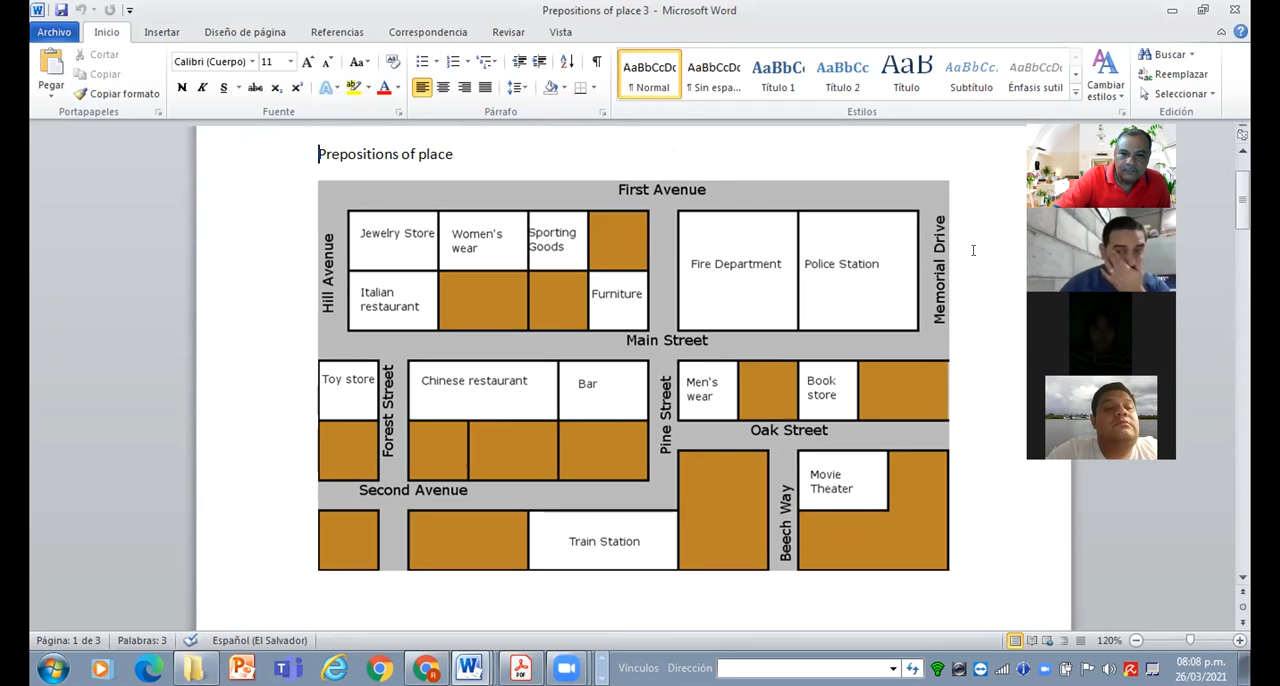 Prepositions of place 3 - Microsoft Word
Archivo Inicio Insertar Diseño de página Referencias Correspondencia Revisar Vista
Pegar
Cortar
Copiar
Copiar formato
Portapapeles
Calibri (Cuerpo) 11
Fuente
Párrafo
AaBbCcDc
¶ Normal
AaBbCcDc
¶ Sin espa...
AaBbC
Título 1
AaBbCc
Título 2
AaB
Título
AaBbCc.
Subtítulo
AaBbCcDc
Énfasis sutil
Cambiar
estilos
Estilos
Buscar
Reemplazar
Seleccionar
Edición
Prepositions of place
First Avenue
Hill Avenue
Jewelry Store
Women's
wear
Sporting
Goods
Italian
restaurant
Furniture
Fire Department
Police Station
Memorial Drive
Main Street
Toy store
Forest Street
Chinese restaurant
Bar
Pine Street
Men's
wear
Book
store
Oak Street
Second Avenue
Train Station
Beech Way
Movie
Theater
Página: 1 de 3
Palabras: 3
Español (El Salvador)
120%
Vínculos
Dirección
08:08 p.m.
26/03/2021